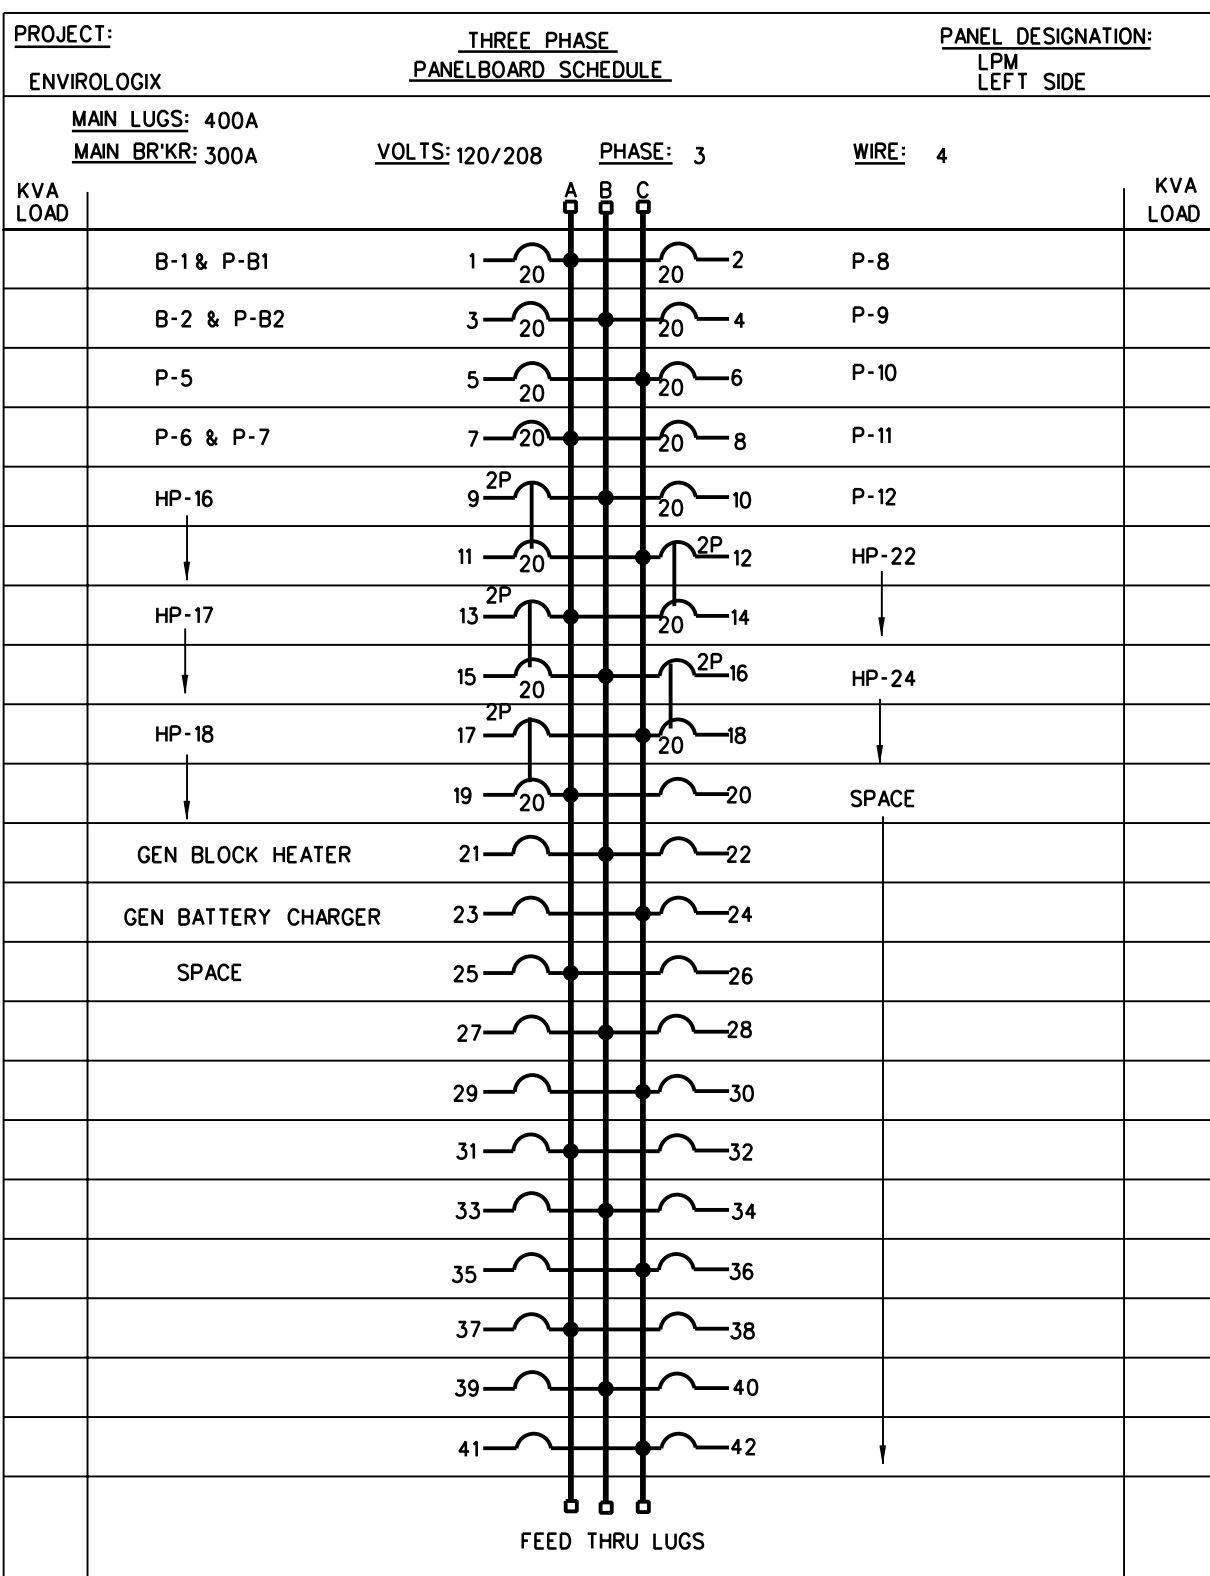 PROJECT: THREE PHASE PANEL DESIGNATION:
ENVIROLOGIX PANELBOARD SCHEDULE LPM
LEFT SIDE
MAIN LUGS: 400A
MAIN BR'KR: 300A VOLTS: 120/208 PHASE: 3 WIRE: 4
KVA A B C KVA
LOAD LOAD
B-1 & P-B1 1 20 20 2 P-8
B-2 & P-B2 3 20 20 4 P-9
P-5 5 20 20 6 P-10
P-6 & P-7 7 20 20 8 P-11
HP-16 9 2P 20 10 P-12
11 20 2P 12 HP-22
HP-17 13 2P 20 14
15 20 2P 16 HP-24
HP-18 17 2P 20 18
19 20 20 SPACE
GEN BLOCK HEATER 21 22
GEN BATTERY CHARGER 23 24
SPACE 25 26
27 28
29 30
31 32
33 34
35 36
37 38
39 40
41 42
FEED THRU LUGS